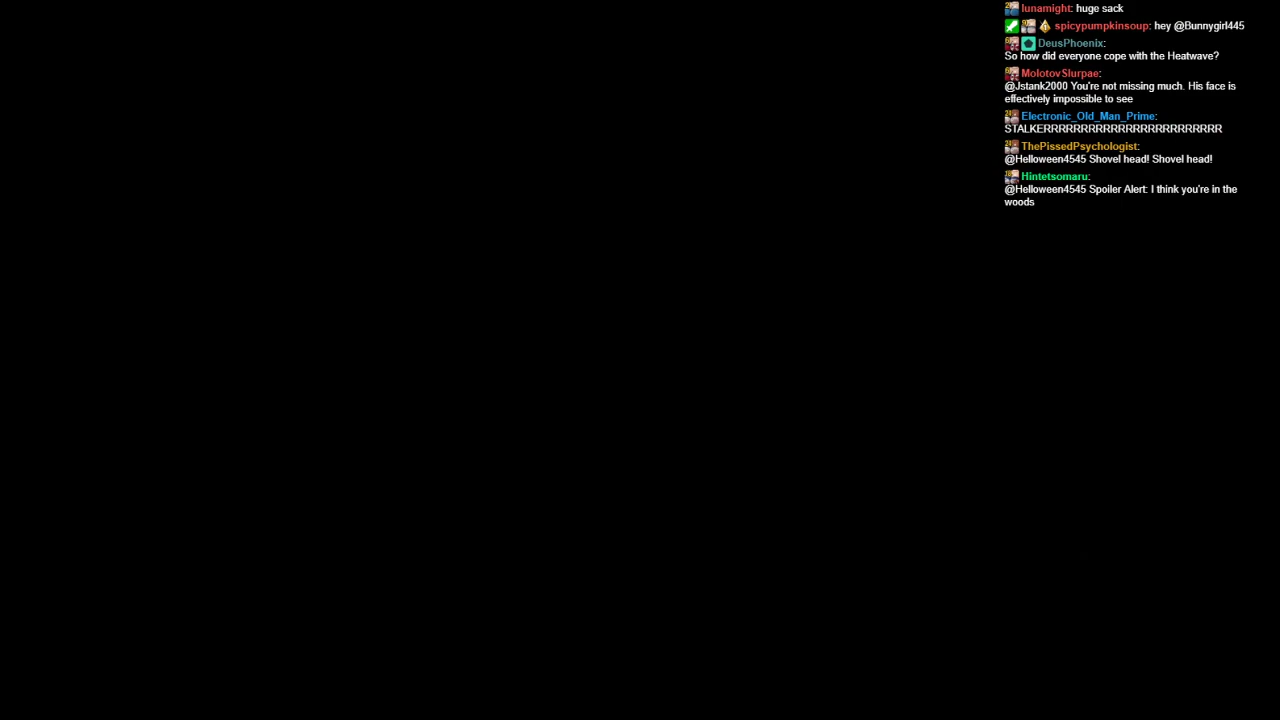 lunamight: huge sack
spicypumpkinsoup: hey @Bunnygirl445
DeusPhoenix:
So how did everyone cope with the Heatwave?
MolotovSlurpae:
@Jstank2000 You're not missing much. His face is
effectively impossible to see
Electronic_Old_Man_Prime:
STALKERRRRRRRRRRRRRRRRRRRRRRRR
ThePissedPsychologist:
@Helloween4545 Shovel head! Shovel head!
Hintetsomaru:
@Helloween4545 Spoiler Alert: I think you're in the
woods